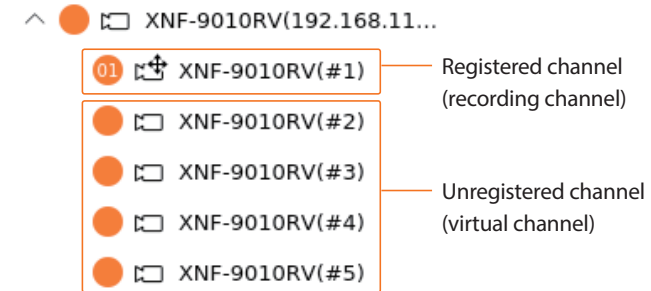 XNF-9010RV(192.168.11...
01 XNF-9010RV(#1)
Registered channel
(recording channel)
XNF-9010RV(#2)
XNF-9010RV(#3)
XNF-9010RV(#4)
XNF-9010RV(#5)
Unregistered channel
(virtual channel)